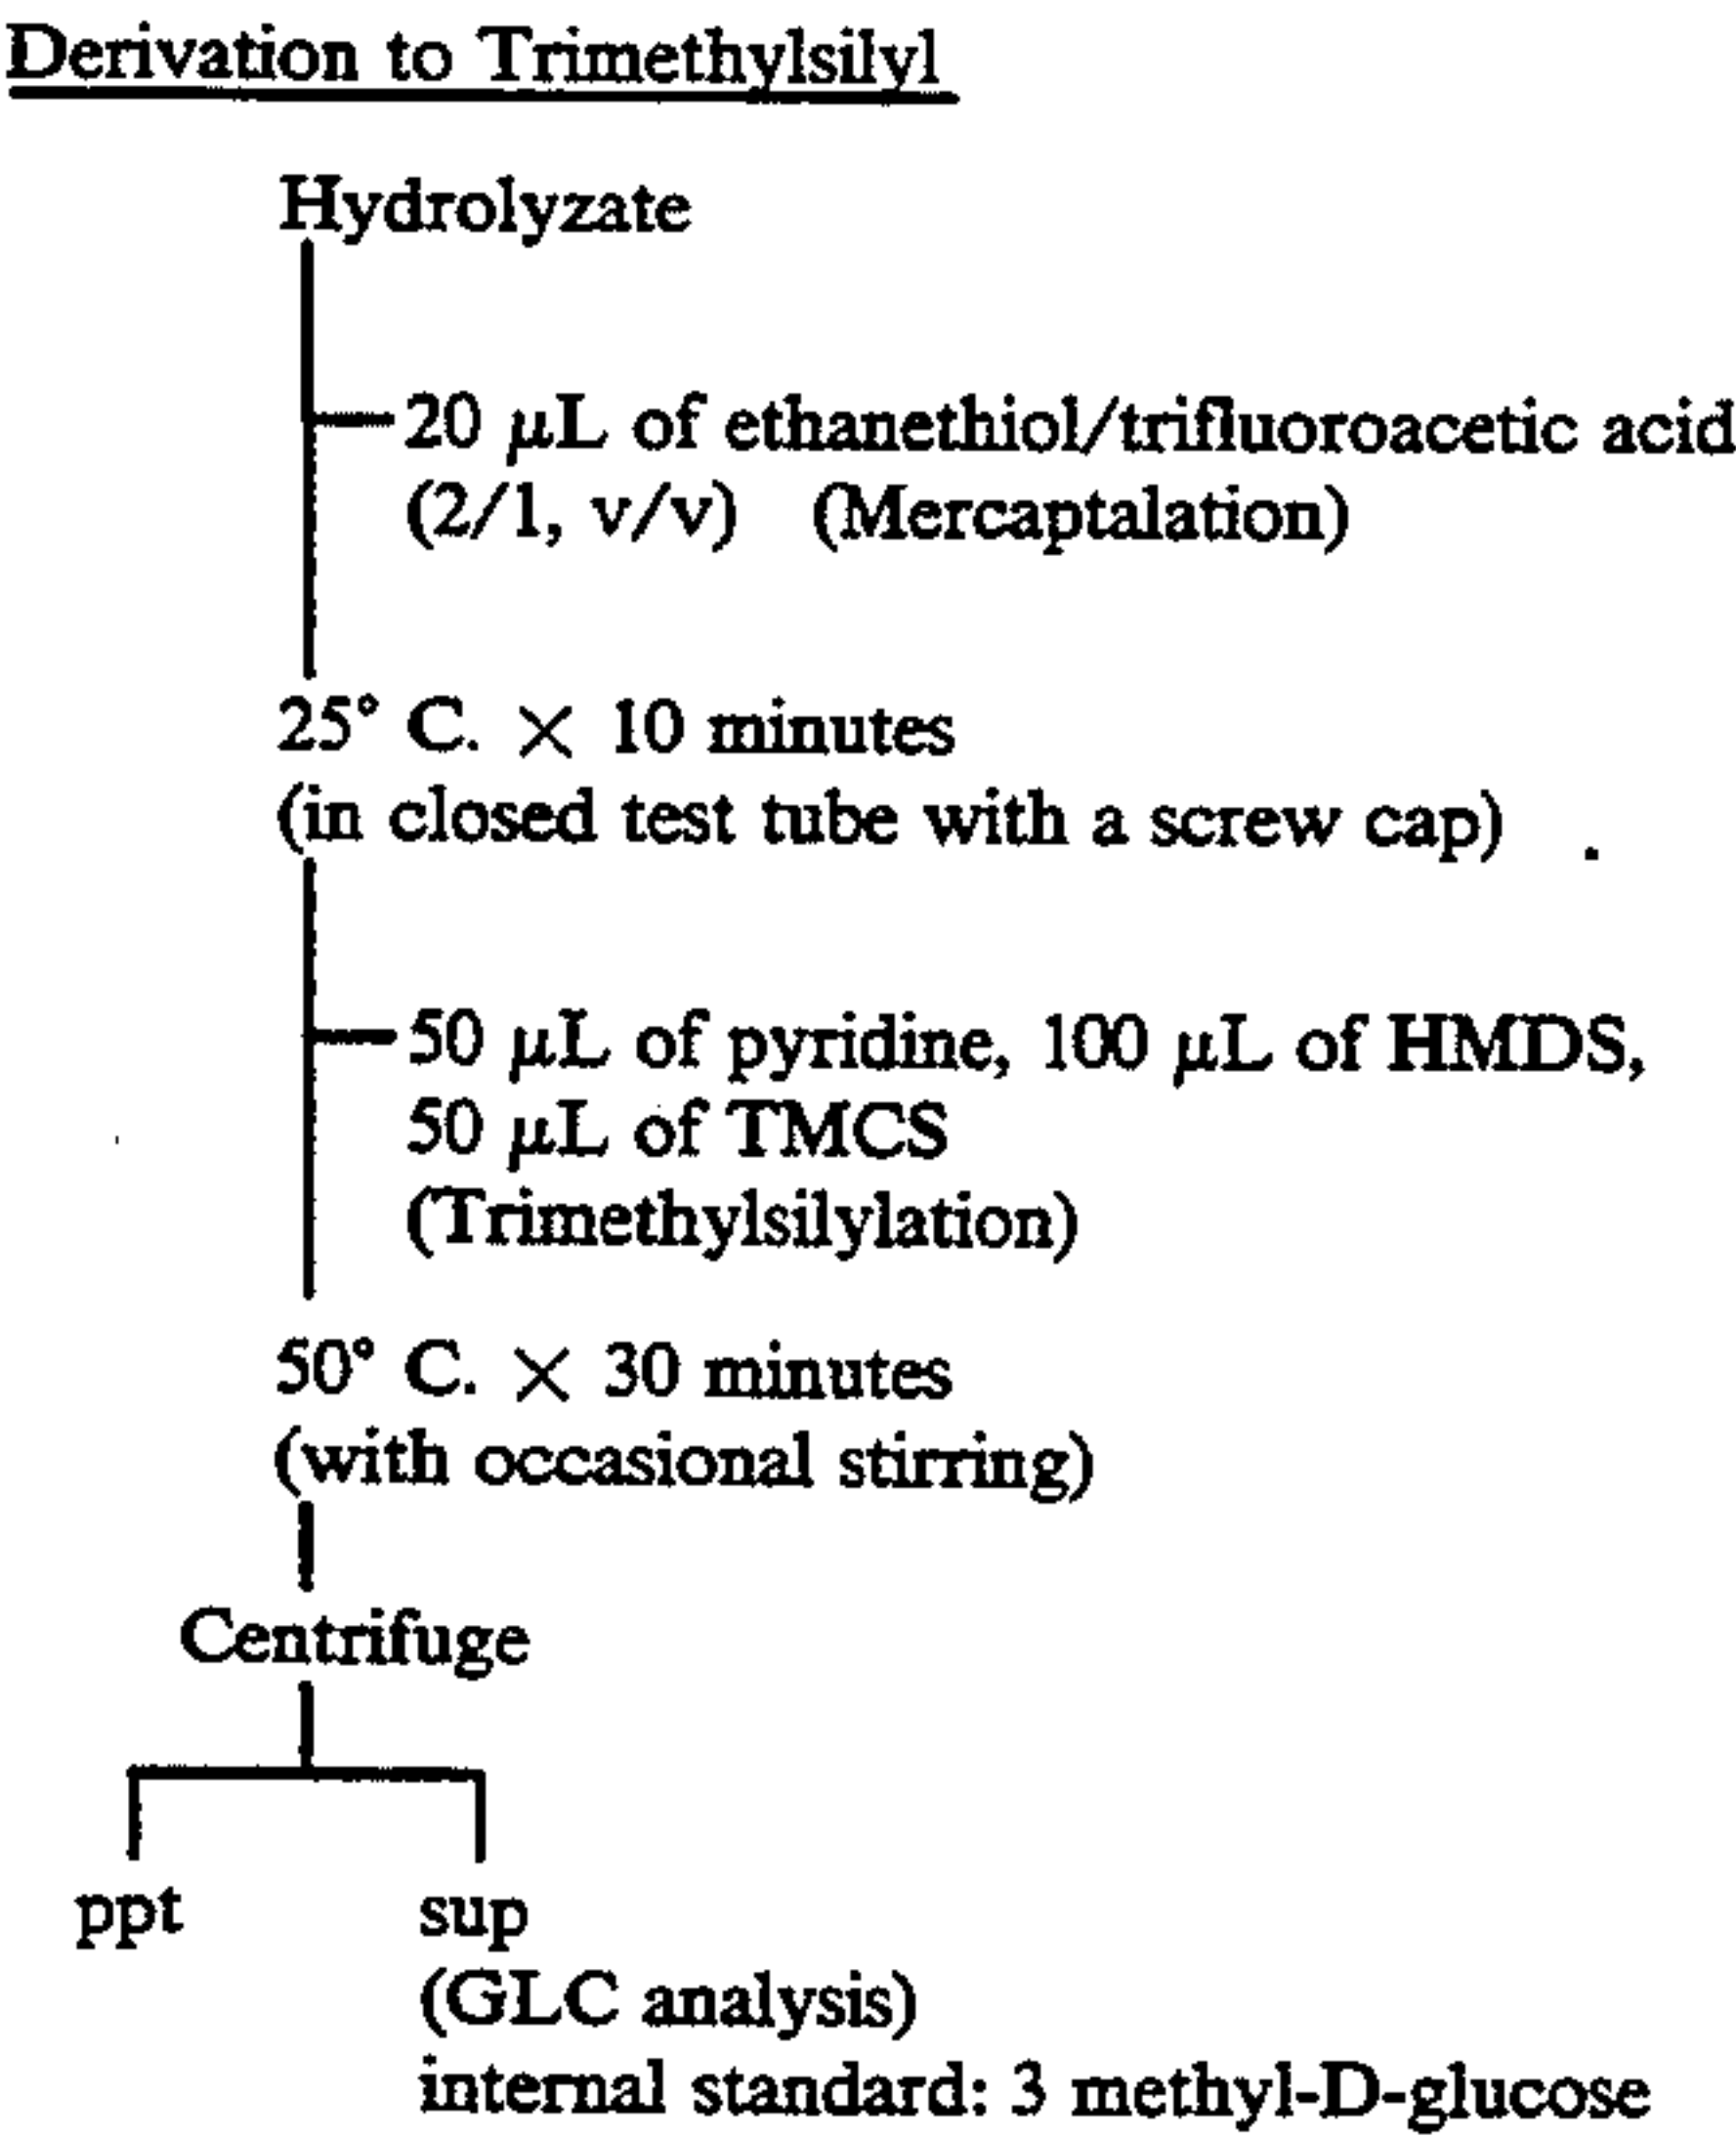 Derivation to Trimethylsilyl
Hydrolyzate
20 μL of ethanethiol/trifluoroacetic acid
(2/1, v/v) (Mercaptalation)
25° C. × 10 minutes
(in closed test tube with a screw cap)
50 μL of pyridine, 100 μL of HMDS,
50 μL of TMCS
(Trimethylsilylation)
50° C. × 30 minutes
(with occasional stirring)
Centrifuge
ppt sup
(GLC analysis)
internal standard: 3 methyl-D-glucose